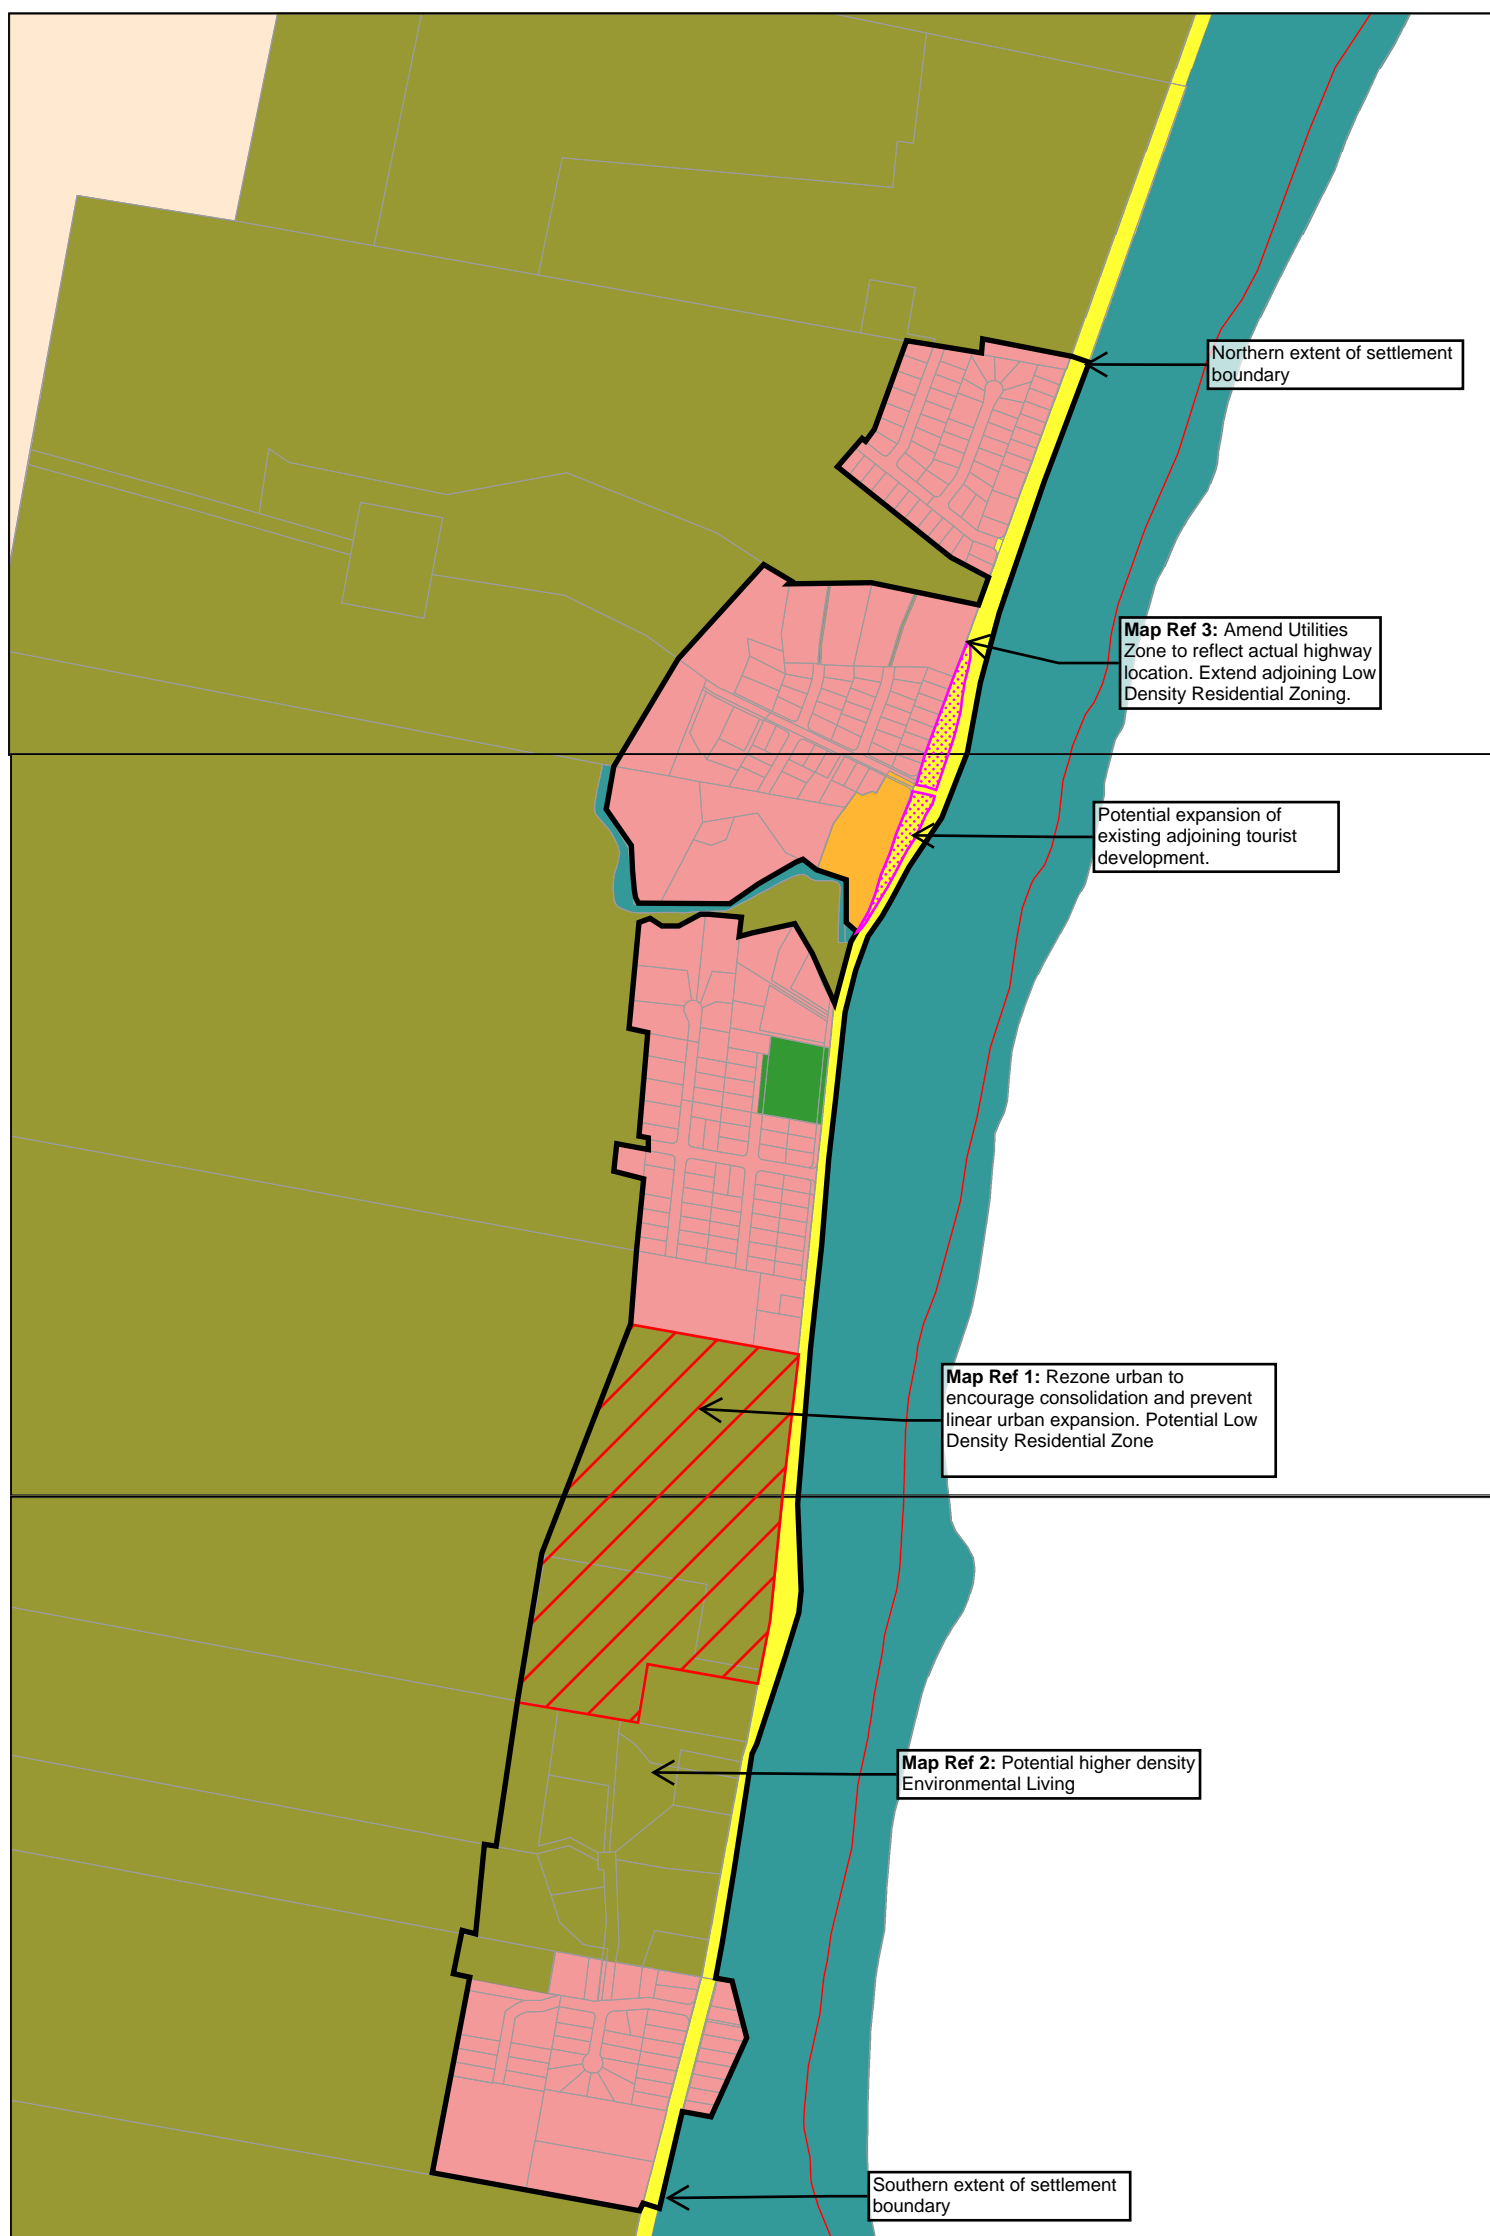 Northern extent of settlement
boundary
Map Ref 3: Amend Utilities
Zone to reflect actual highway
location. Extend adjoining Low
Density Residential Zoning.
Potential expansion of
existing adjoining tourist
development.
Map Ref 1: Rezone urban to
encourage consolidation and prevent
linear urban expansion. Potential Low
Density Residential Zone
Map Ref 2: Potential higher density
Environmental Living
Southern extent of settlement
boundary